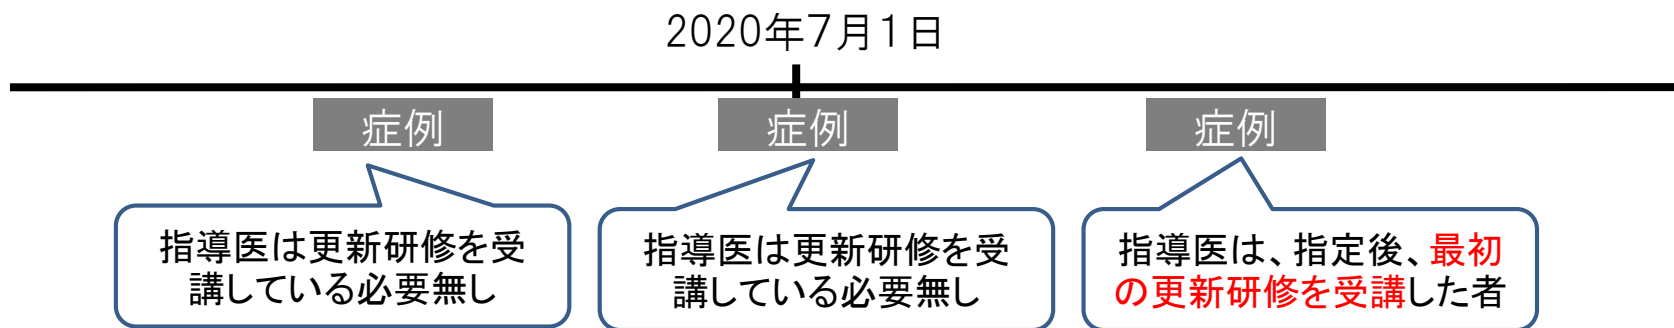 2020年7月1日
症例
症例
症例
指導医は更新研修を受
講している必要無し
指導医は更新研修を受
講している必要無し
指導医は、指定後、最初
の更新研修を受講した者